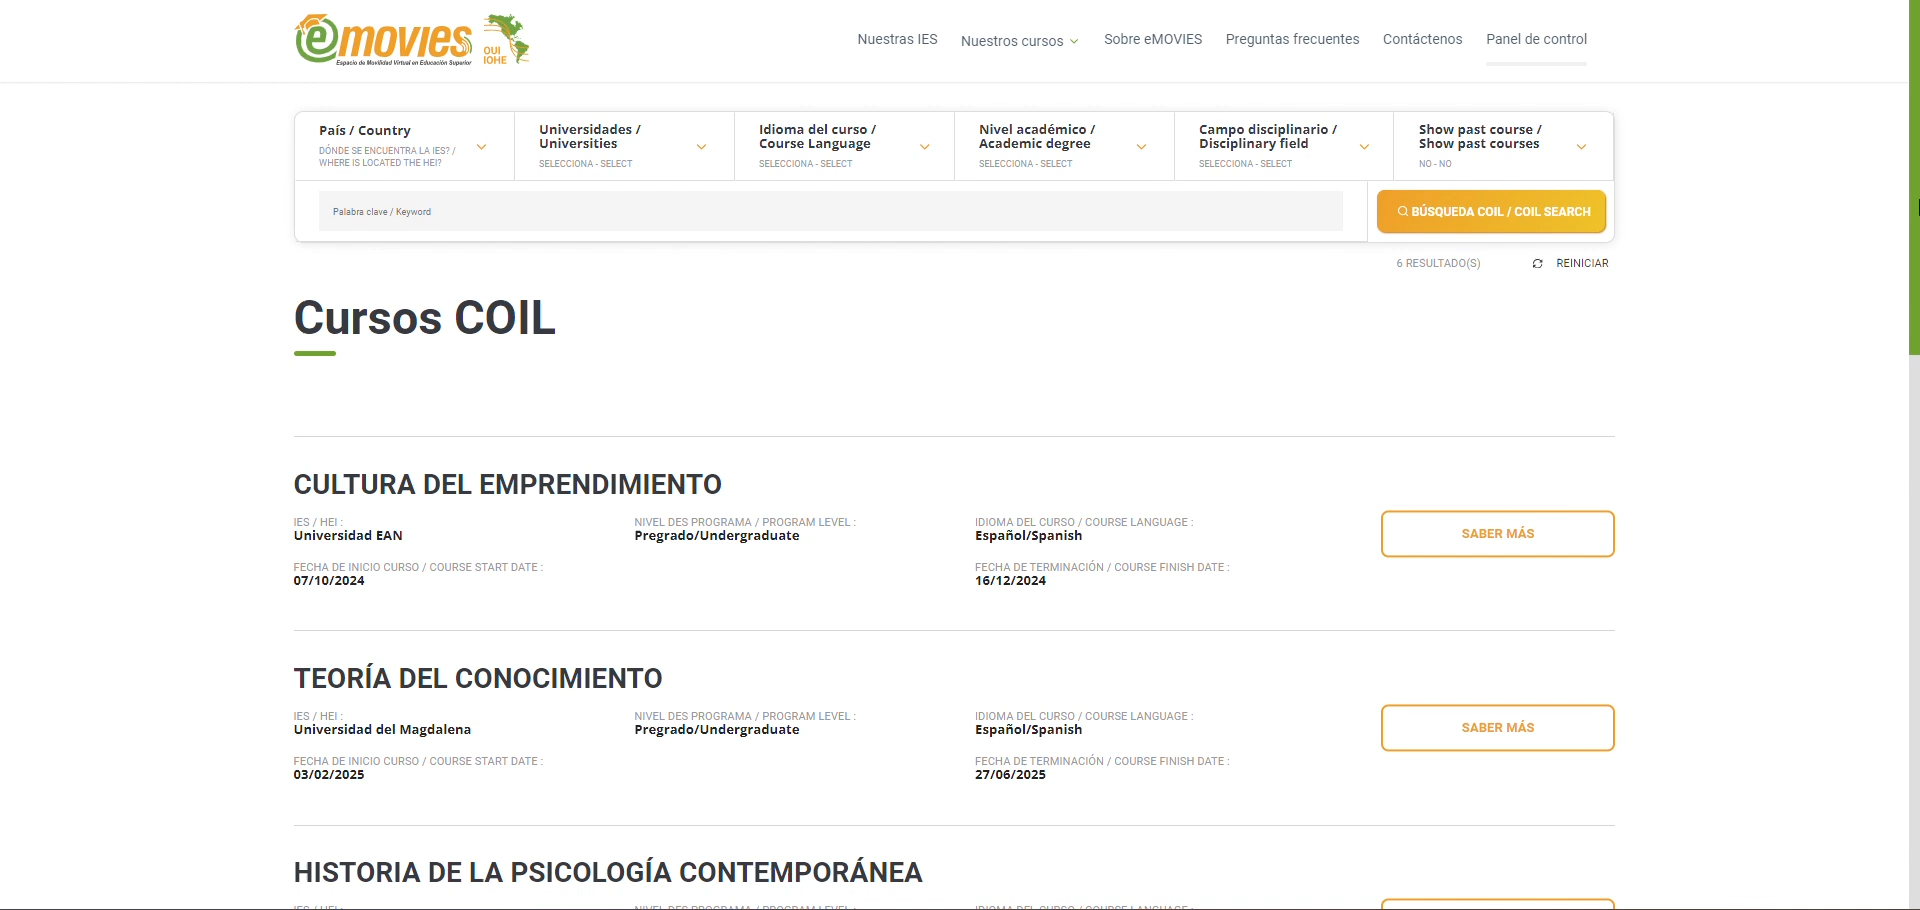 emovies
Espacio de Movilidad Virtual en Educación Superior
OUI
IOHE
Nuestras IES
Nuestros cursos
Sobre eMOVIES
Preguntas frecuentes
Contáctenos
Panel de control
País / Country
DÓNDE SE ENCUENTRA LA IES? /
WHERE IS LOCATED THE HEI?
Universidades /
Universities
SELECCIONA - SELECT
Idioma del curso /
Course Language
SELECCIONA - SELECT
Nivel académico /
Academic degree
SELECCIONA - SELECT
Campo disciplinario /
Disciplinary field
SELECCIONA - SELECT
Show past course /
Show past courses
NO - NO
Palabra clave / Keyword
BÚSQUEDA COIL / COIL SEARCH
6 RESULTADO(S)
REINICIAR
Cursos COIL
CULTURA DEL EMPRENDIMIENTO
IES / HEI :
Universidad EAN
NIVEL DES PROGRAMA / PROGRAM LEVEL :
Pregrado/Undergraduate
IDIOMA DEL CURSO / COURSE LANGUAGE :
Español/Spanish
SABER MÁS
FECHA DE INICIO CURSO / COURSE START DATE :
07/10/2024
FECHA DE TERMINACIÓN / COURSE FINISH DATE :
16/12/2024
TEORÍA DEL CONOCIMIENTO
IES / HEI :
Universidad del Magdalena
NIVEL DES PROGRAMA / PROGRAM LEVEL :
Pregrado/Undergraduate
IDIOMA DEL CURSO / COURSE LANGUAGE :
Español/Spanish
SABER MÁS
FECHA DE INICIO CURSO / COURSE START DATE :
03/02/2025
FECHA DE TERMINACIÓN / COURSE FINISH DATE :
27/06/2025
HISTORIA DE LA PSICOLOGÍA CONTEMPORÁNEA